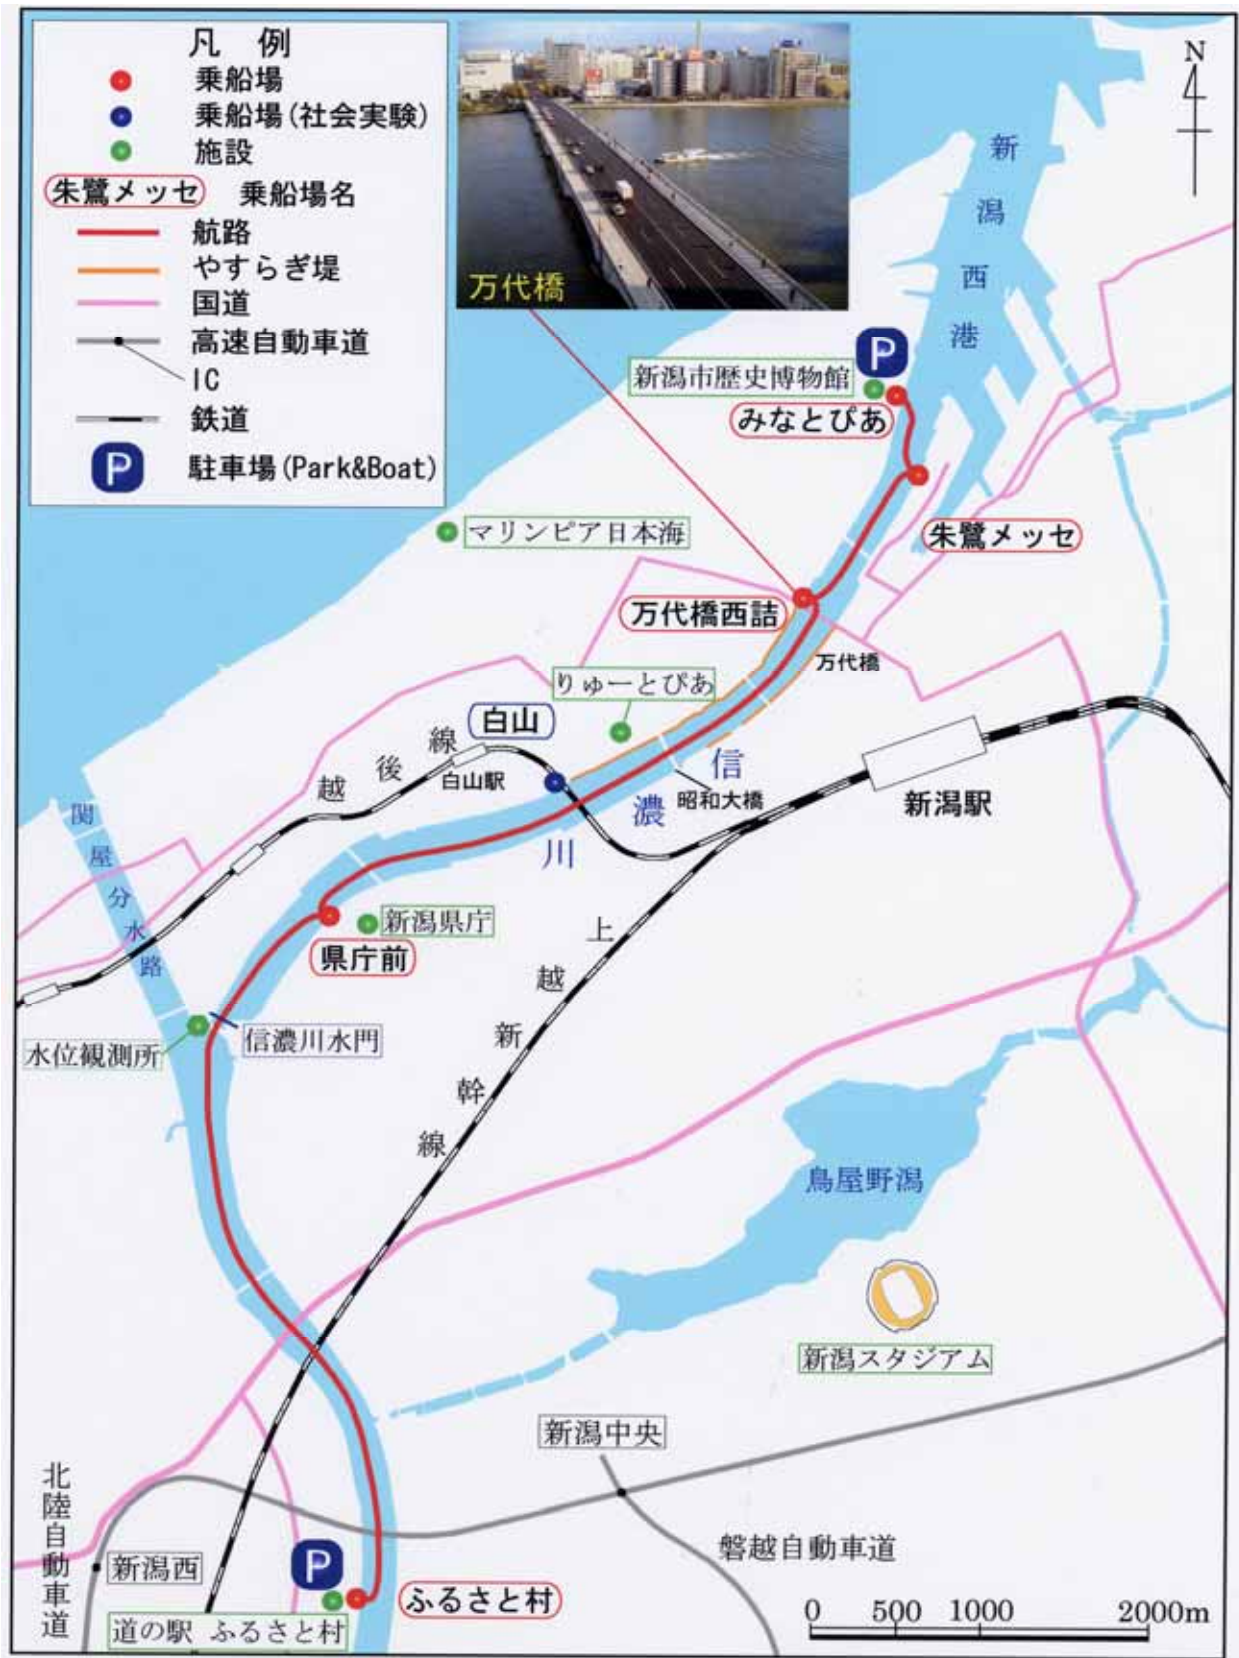 凡 例
乗船場
乗船場(社会実験)
施設
朱鷺メッセ 乗船場名
航路
やすらぎ堤
国道
高速自動車道
IC
鉄道
P 駐車場(Park&Boat)
万代橋
N
新潟西港
P
新潟市歴史博物館
みなとぴあ
朱鷺メッセ
マリンピア日本海
万代橋西詰
万代橋
りゅーとぴあ
白山
越後線
白山駅
信濃川
昭和大橋
新潟駅
関屋分水路
新潟県庁
県庁前
信濃川水門
水位観測所
上越新幹線
鳥屋野潟
新潟スタジアム
新潟中央
北陸自動車道
新潟西
磐越自動車道
P
ふるさと村
道の駅 ふるさと村
0 500 1000 2000m